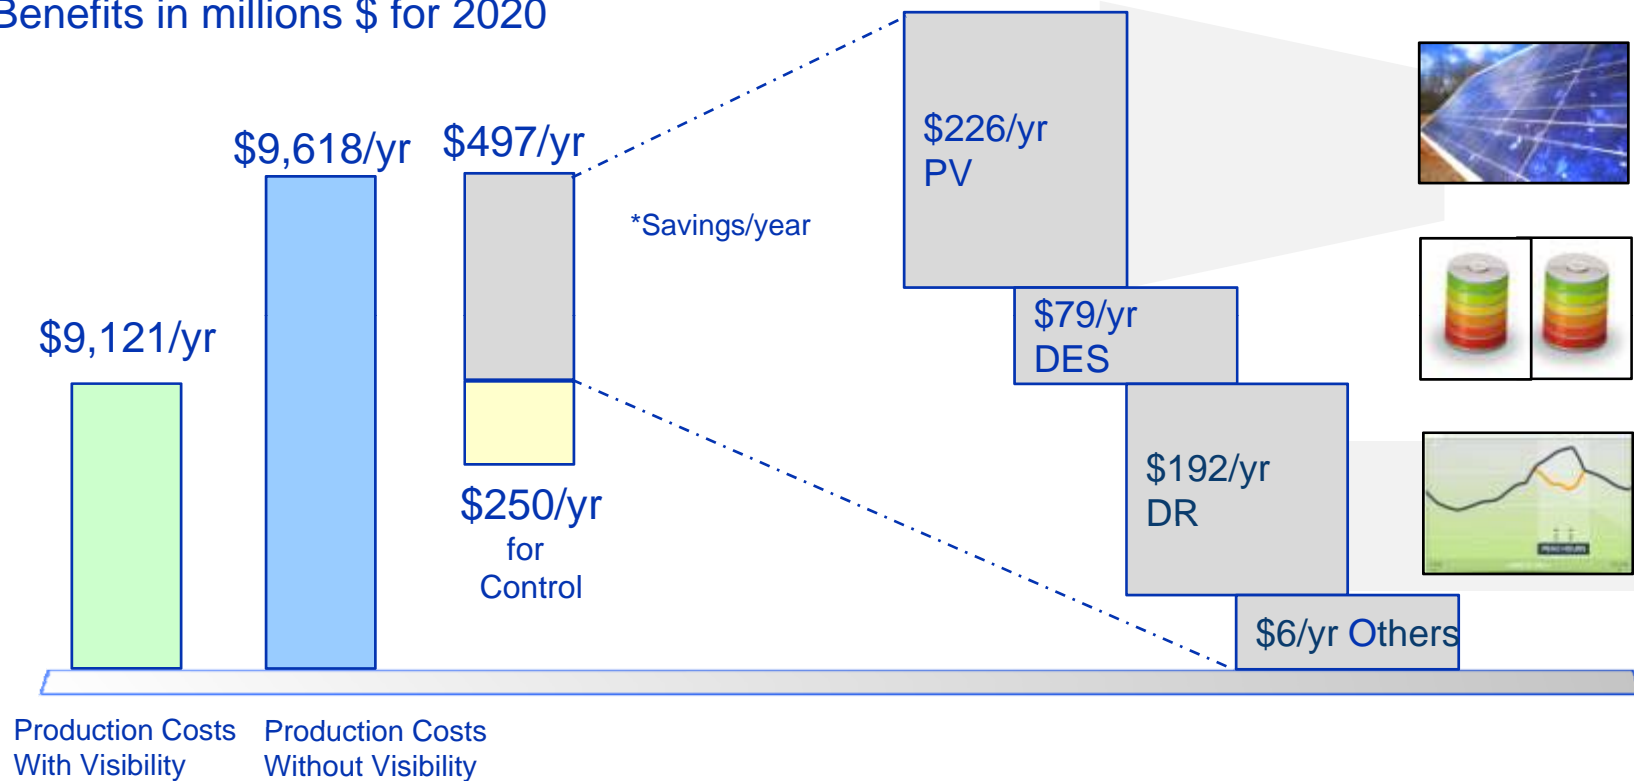 Benefits in millions $ for 2020
$9,618/yr
$497/yr
$226/yr
PV
*Savings/year
$79/yr
DES
$9,121/yr
$192/yr
DR
$250/yr
for
Control
PEAK HOURS
$6/yr Others
Production Costs
With Visibility
Production Costs
Without Visibility